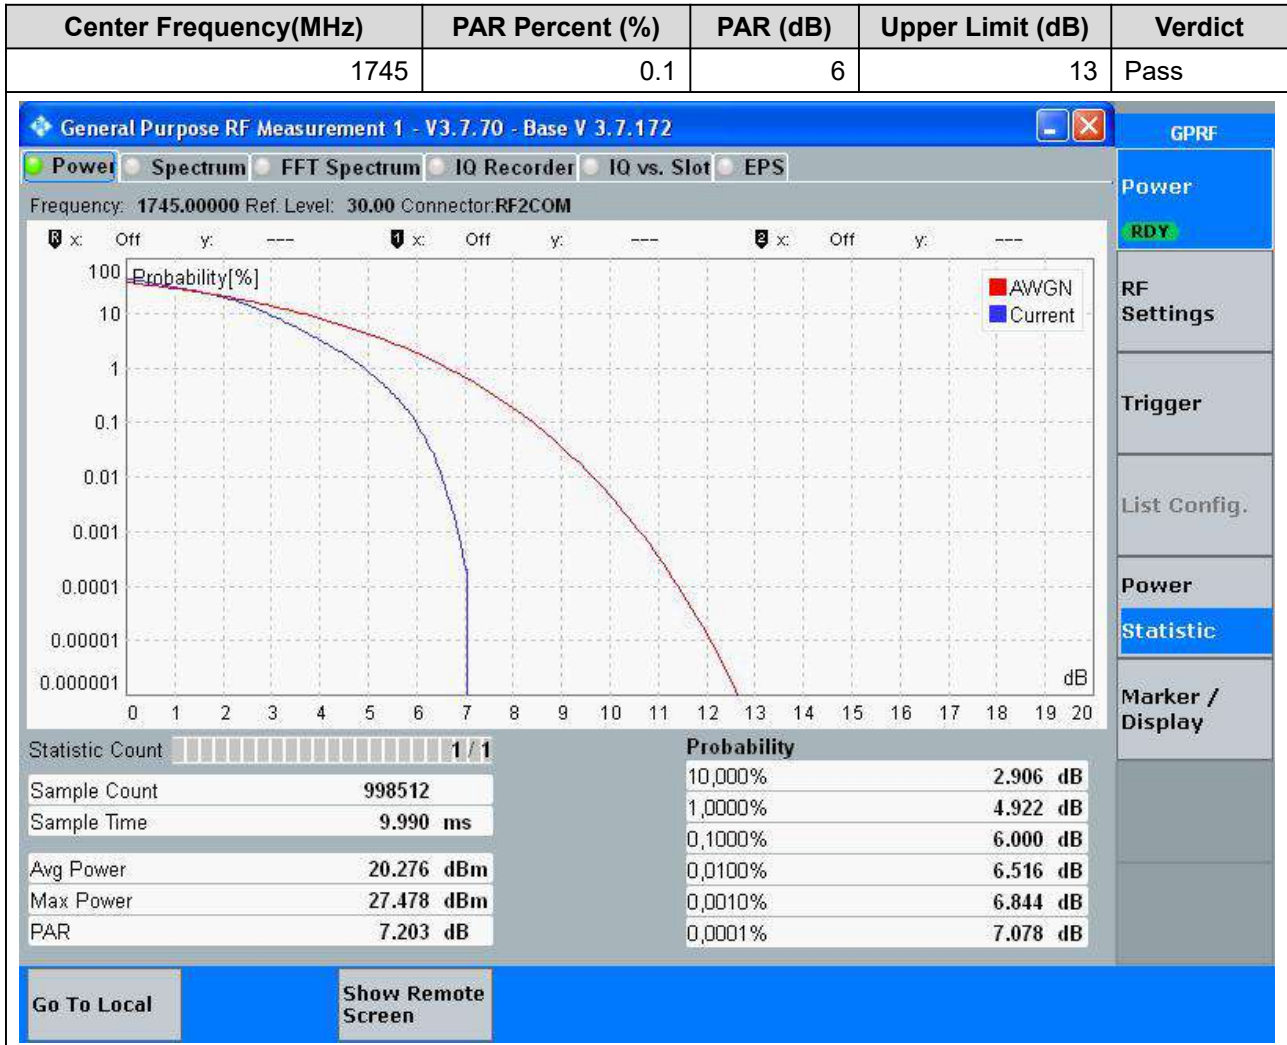 Center Frequency(MHz) PAR Percent (%) PAR (dB) Upper Limit (dB) Verdict
1745 0.1 6 13 Pass
General Purpose RF Measurement 1 - V3.7.70 - Base V 3.7.172
GPRF
Power Spectrum FFT Spectrum IQ Recorder IQ vs. Slot EPS
Frequency: 1745.00000 Ref. Level: 30.00 Connector:RF2COM
R x: Off y: --- 1 x: Off y: --- 2 x: Off y: ---
Probability[%]
AWGN
Current
100
10
1
0.1
0.01
0.001
0.0001
0.00001
0.000001
dB
0 1 2 3 4 5 6 7 8 9 10 11 12 13 14 15 16 17 18 19 20
Statistic Count 1 / 1
Sample Count 998512
Sample Time 9.990 ms
Avg Power 20.276 dBm
Max Power 27.478 dBm
PAR 7.203 dB
Probability
10,000% 2.906 dB
1,0000% 4.922 dB
0,1000% 6.000 dB
0,0100% 6.516 dB
0,0010% 6.844 dB
0,0001% 7.078 dB
Power
RDY
RF
Settings
Trigger
List Config.
Power
Statistic
Marker /
Display
Go To Local
Show Remote
Screen